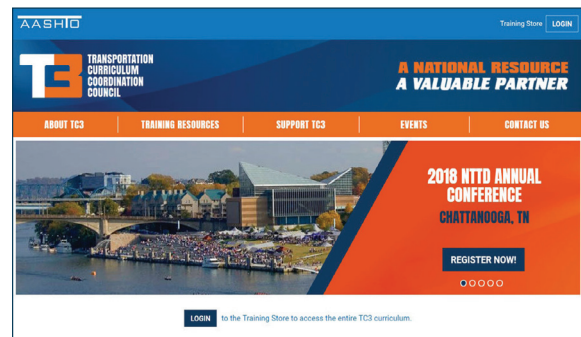 AASHTO
Training Store LOGIN
TC3
TRANSPORTATION
CURRICULUM
COORDINATION
COUNCIL
A NATIONAL RESOURCE
A VALUABLE PARTNER
ABOUT TC3 TRAINING RESOURCES SUPPORT TC3 EVENTS CONTACT US
2018 NTTD ANNUAL
CONFERENCE
CHATTANOOGA, TN
REGISTER NOW!
LOGIN to the Training Store to access the entire TC3 curriculum.